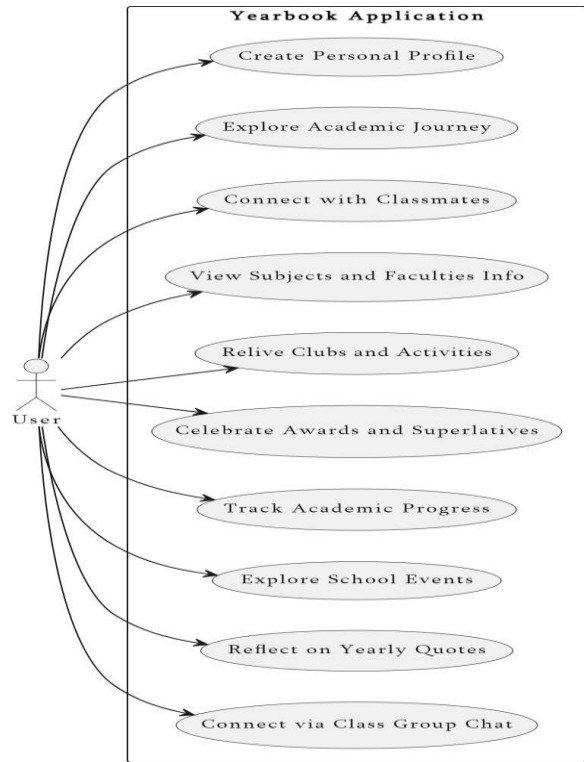 Yearbook Application
Create Personal Profile
Explore Academic Journey
Connect with Classmates
View Subjects and Faculties Info
Relive Clubs and Activities
User
Celebrate Awards and Superlatives
Track Academic Progress
Explore School Events
Reflect on Yearly Quotes
Connect via Class Group Chat